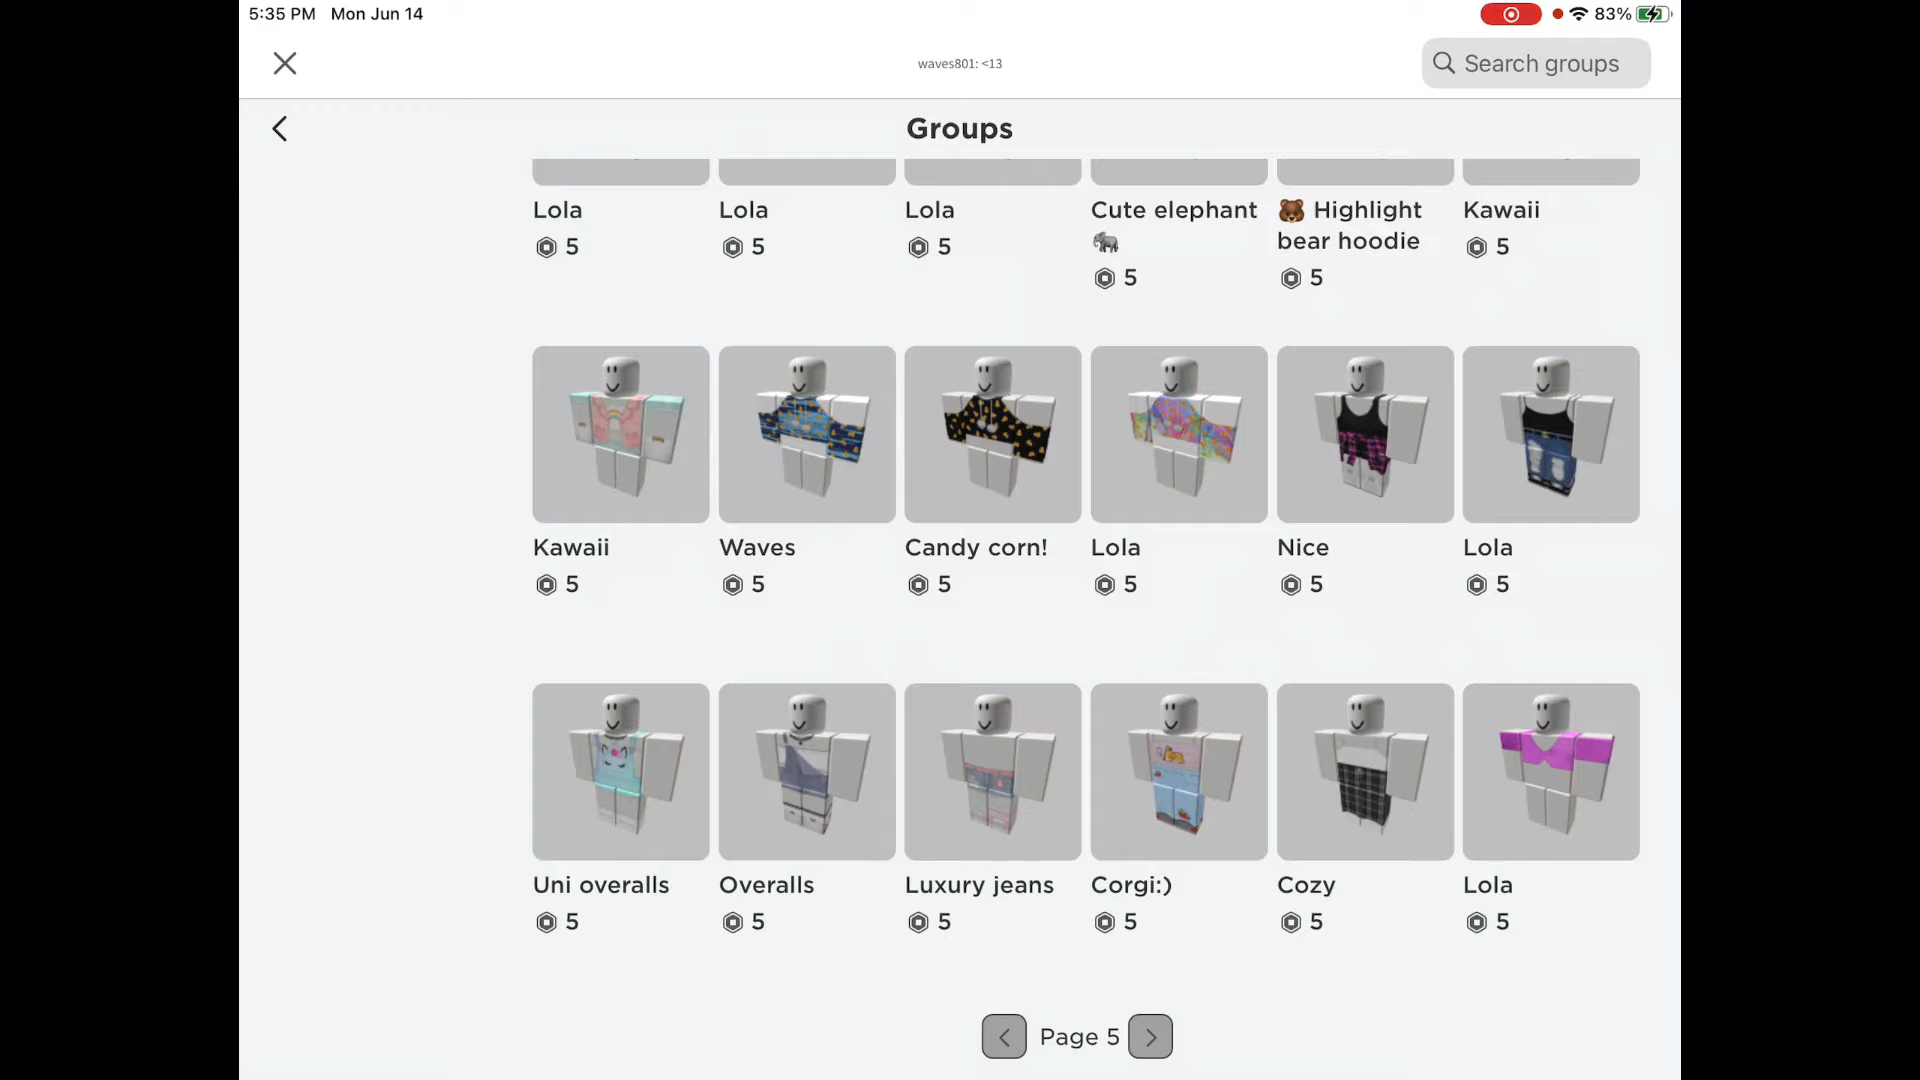 5:35 PM Mon Jun 14
83%
waves801: <13
Search groups
Groups
Lola
5
Lola
5
Lola
5
Cute elephant
🐘
5
🐻 Highlight
bear hoodie
5
Kawaii
5
Kawaii
5
Waves
5
Candy corn!
5
Lola
5
Nice
5
Lola
5
Uni overalls
5
Overalls
5
Luxury jeans
5
Corgi:)
5
Cozy
5
Lola
5
Page 5